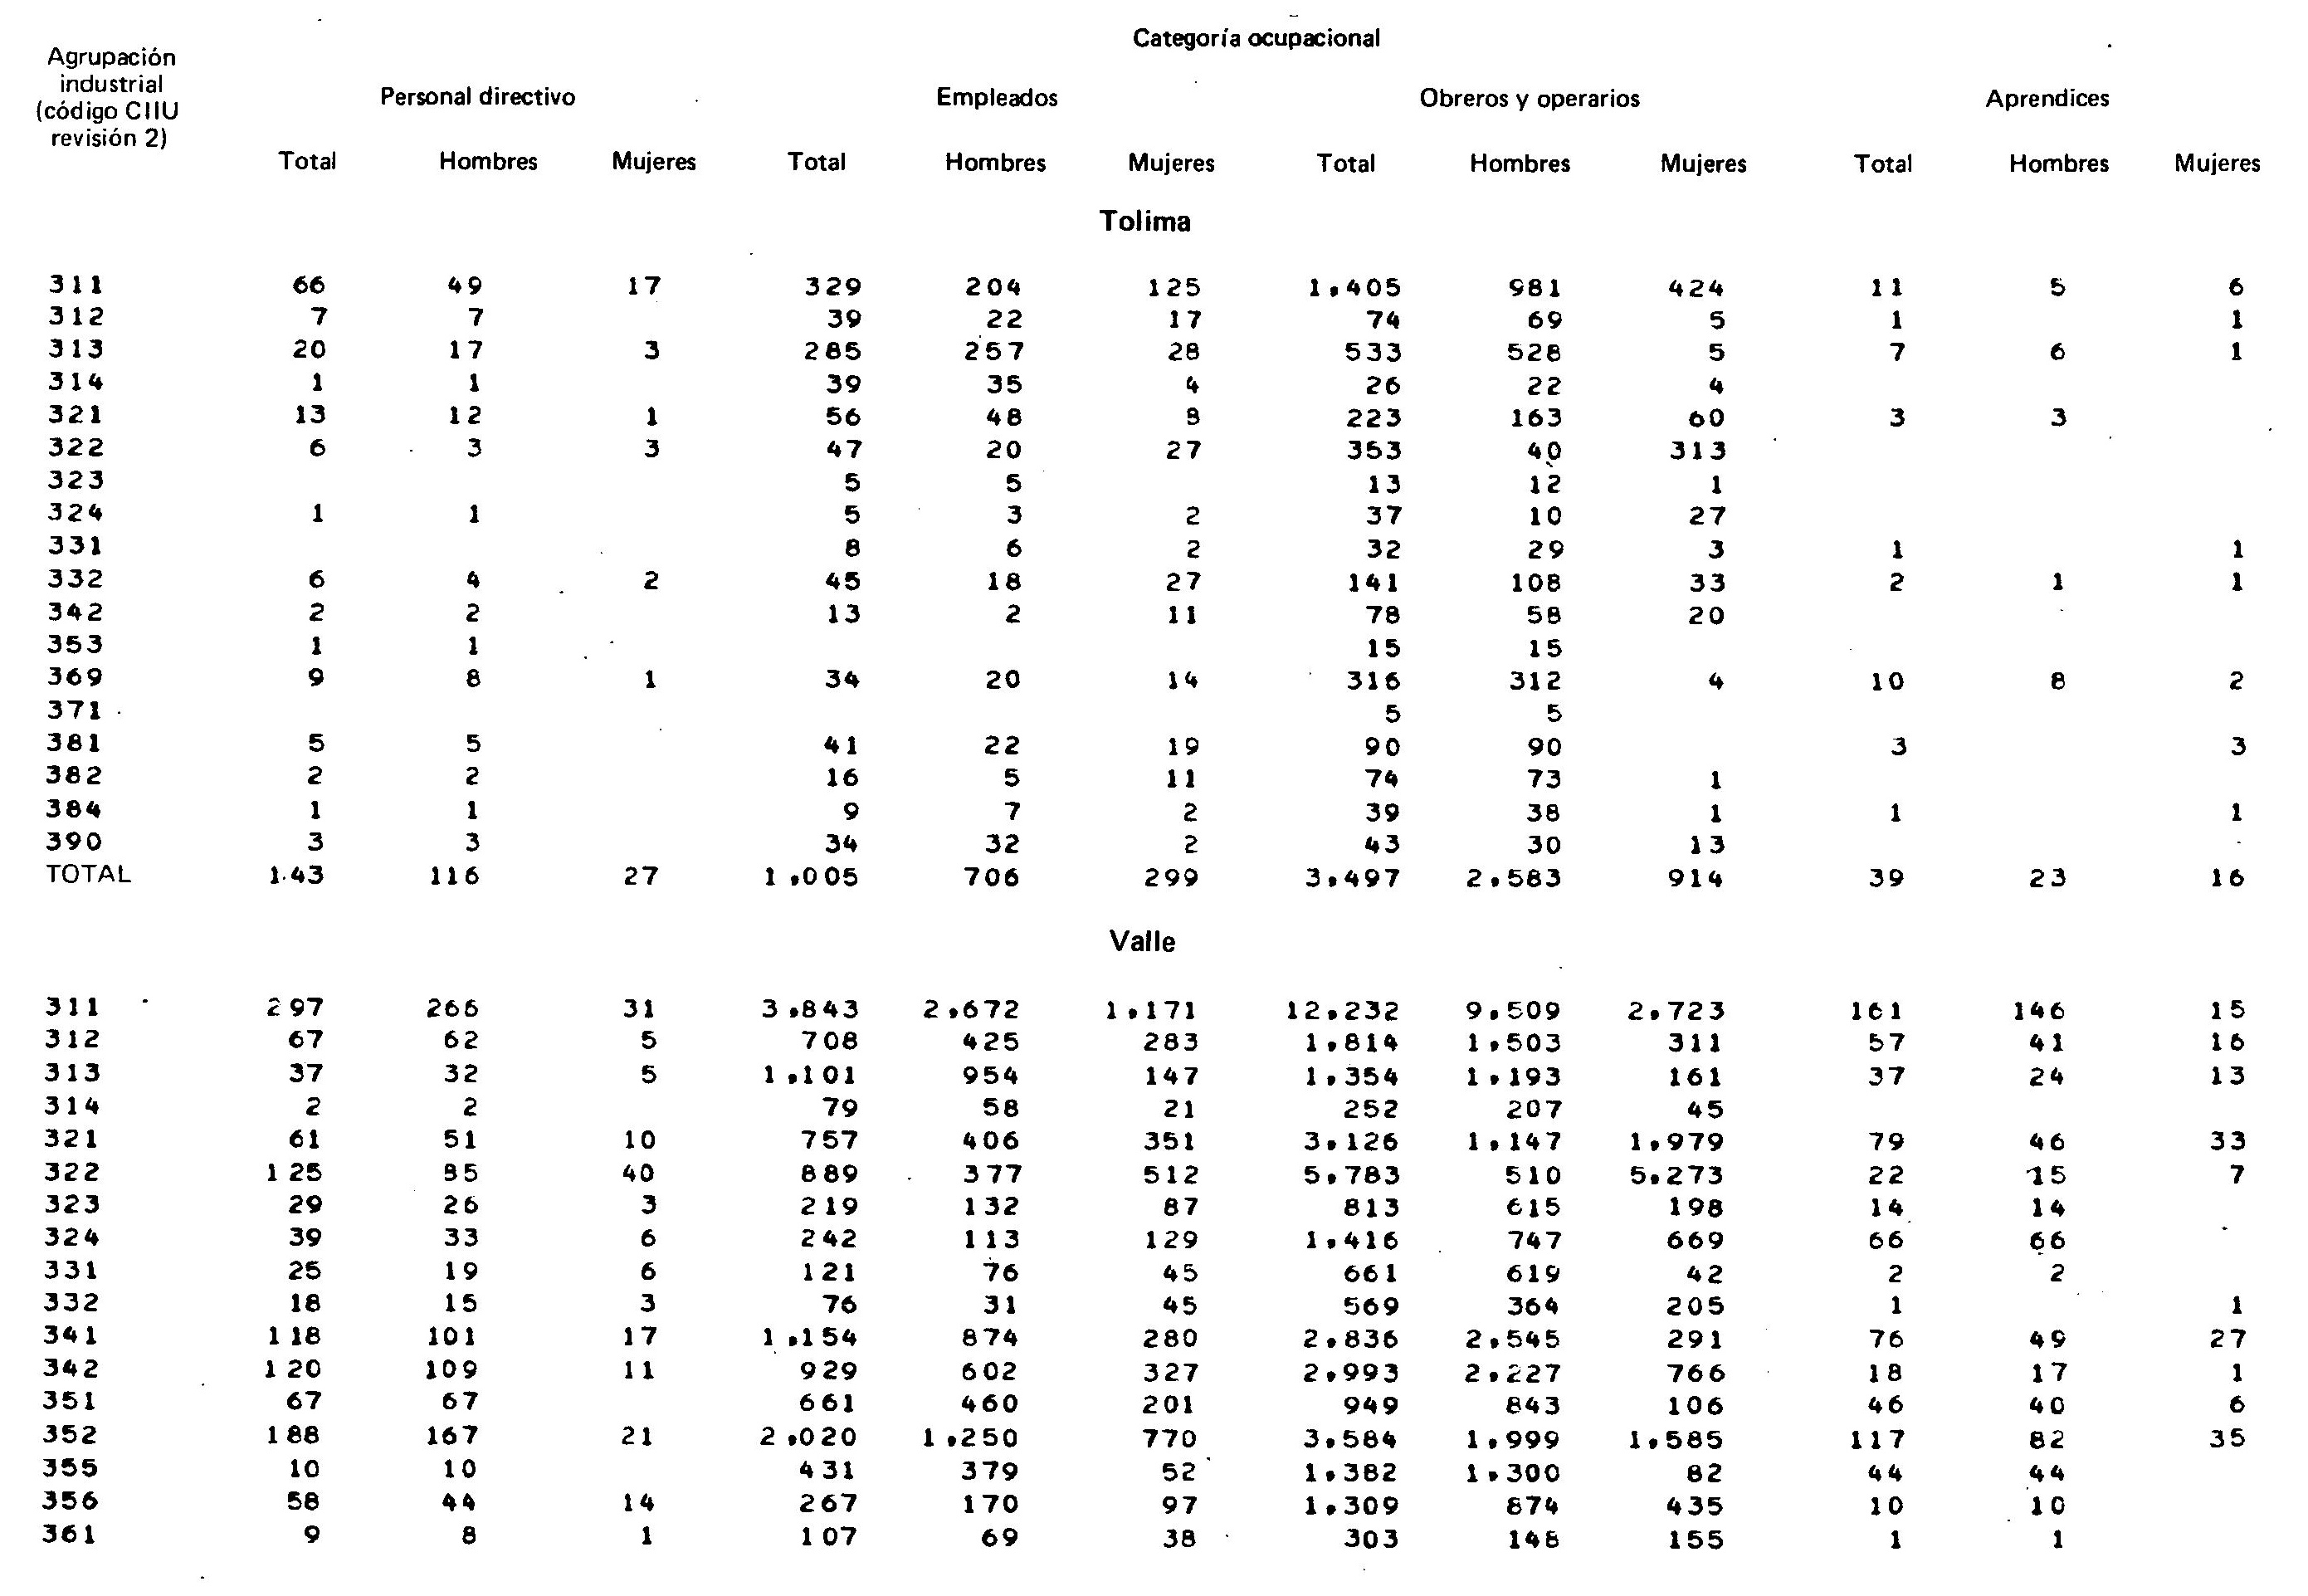 Categoría ocupacional
Agrupación
industrial
(código CIIU
revisión 2)
Personal directivo Empleados Obreros y operarios Aprendices
Total Hombres Mujeres Total Hombres Mujeres Total Hombres Mujeres Total Hombres Mujeres
Tolima
311 66 49 17 329 204 125 1,405 981 424 11 5 6
312 7 7 39 22 17 74 69 5 1 1
313 20 17 3 285 257 28 533 528 5 7 6 1
314 1 1 39 35 4 26 22 4
321 13 12 1 56 48 8 223 163 60 3 3
322 6 3 3 47 20 27 353 40 313
323 5 5 13 12 1
324 1 1 5 3 2 37 10 27
331 8 6 2 32 29 3 1 1
332 6 4 2 45 18 27 141 108 33 2 1 1
342 2 2 13 2 11 78 58 20
353 1 1 15 15
369 9 8 1 34 20 14 316 312 4 10 8 2
371 5 5
381 5 5 41 22 19 90 90 3 3
382 2 2 16 5 11 74 73 1
384 1 1 9 7 2 39 38 1 1 1
390 3 3 34 32 2 43 30 13
TOTAL 143 116 27 1,005 706 299 3,497 2,583 914 39 23 16
Valle
311 297 266 31 3,843 2,672 1,171 12,232 9,509 2,723 161 146 15
312 67 62 5 708 425 283 1,814 1,503 311 57 41 16
313 37 32 5 1,101 954 147 1,354 1,193 161 37 24 13
314 2 2 79 58 21 252 207 45
321 61 51 10 757 406 351 3,126 1,147 1,979 79 46 33
322 125 85 40 889 377 512 5,783 510 5,273 22 15 7
323 29 26 3 219 132 87 813 615 198 14 14
324 39 33 6 242 113 129 1,416 747 669 66 66
331 25 19 6 121 76 45 661 619 42 2 2
332 18 15 3 76 31 45 569 364 205 1 1
341 118 101 17 1,154 874 280 2,836 2,545 291 76 49 27
342 120 109 11 929 602 327 2,993 2,227 766 18 17 1
351 67 67 661 460 201 949 843 106 46 40 6
352 188 167 21 2,020 1,250 770 3,584 1,999 1,585 117 82 35
355 10 10 431 379 52 1,382 1,300 82 44 44
356 58 44 14 267 170 97 1,309 874 435 10 10
361 9 8 1 107 69 38 303 148 155 1 1